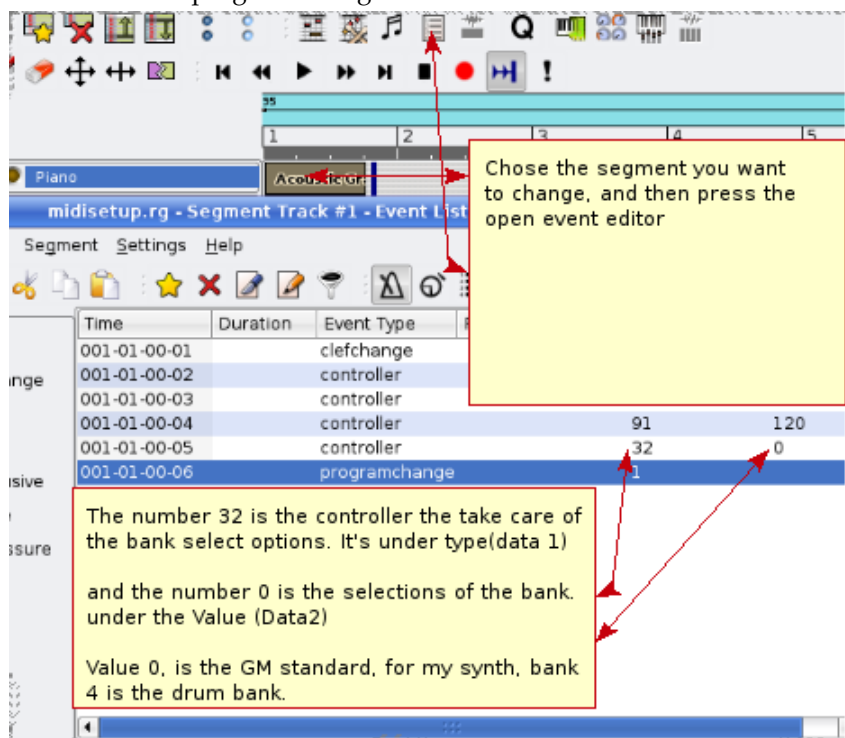 Q
!
95
1 2 3 4 5
Piano
Chose the segment you want
to change, and then press the
open event editor
midisetup.rg - Segment Track #1 - Event List
Segment Settings Help
Time Duration Event Type
001-01-00-01 clefchange
001-01-00-02 controller
001-01-00-03 controller
001-01-00-04 controller 91 120
001-01-00-05 controller 32 0
001-01-00-06 programchange 1
The number 32 is the controller the take care of
the bank select options. It's under type(data 1)
and the number 0 is the selections of the bank.
under the Value (Data2)
Value 0, is the GM standard, for my synth, bank
4 is the drum bank.